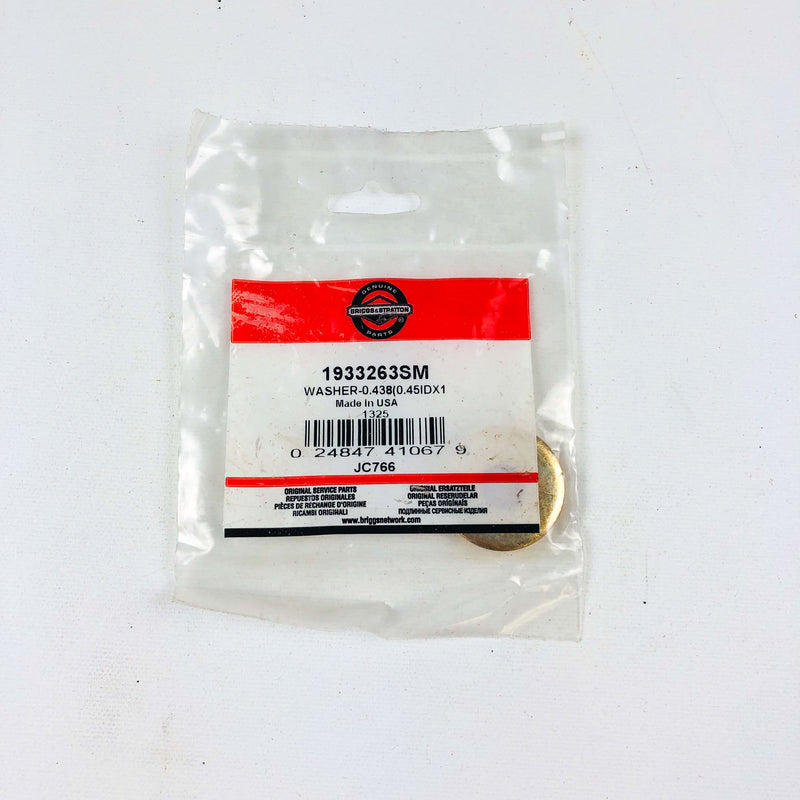 GENUINE
BRIGGS&STRATTON
PARTS
®
1933263SM
WASHER-0.438(0.45IDX1
Made in USA
1325
0 24847 41067 9
JC766
ORIGINAL SERVICE PARTS
REPUESTOS ORIGINALES
PIÈCES DE RECHANGE D'ORIGINE
RICAMBI ORIGINALI
ORIGINAL ERSATZTEILE
ORIGINAL RESERUDELAR
PEÇAS ORIGINAIS
ПОДЛИННЫЕ СЕРВИСНЫЕ ИЗДЕЛИЯ
www.briggsnetwork.com